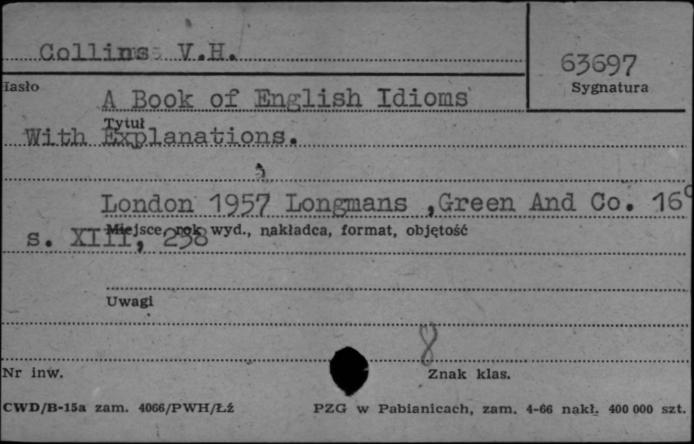 Collins V.H.
63697
Hasło
Sygnatura
A Book of English Idioms
Tytuł
With Explanations.
London 1957 Longmans ,Green And Co. 16°
Miejsce, rok wyd., nakładca, format, objętość
s. XIII, 258
Uwagi
8
Nr inw.
Znak klas.
CWD/B-15a zam. 4066/PWH/Łź
PZG w Pabianicach, zam. 4-66 nakł. 400 000 szt.